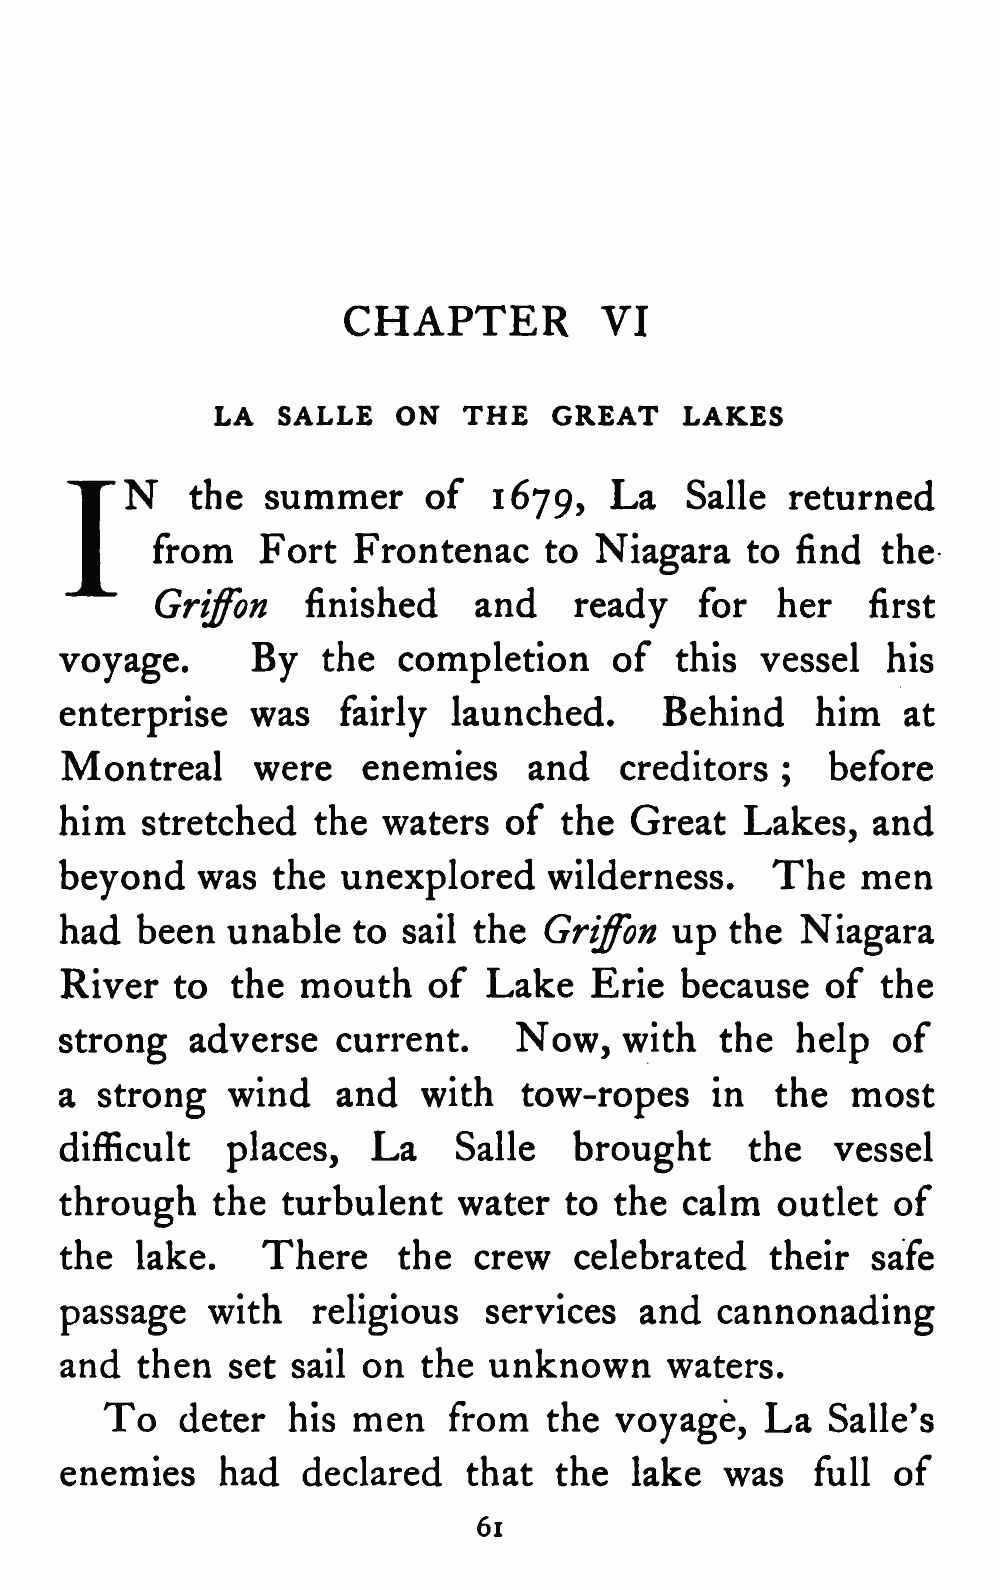 CHAPTER VI
LA SALLE ON THE GREAT LAKES
IN the summer of 1679, La Salle returned
from Fort Frontenac to Niagara to find the
Griffon finished and ready for her first
voyage. By the completion of this vessel his
enterprise was fairly launched. Behind him at
Montreal were enemies and creditors ; before
him stretched the waters of the Great Lakes, and
beyond was the unexplored wilderness. The men
had been unable to sail the Griffon up the Niagara
River to the mouth of Lake Erie because of the
strong adverse current. Now, with the help of
a strong wind and with tow-ropes in the most
difficult places, La Salle brought the vessel
through the turbulent water to the calm outlet of
the lake. There the crew celebrated their safe
passage with religious services and cannonading
and then set sail on the unknown waters.
To deter his men from the voyage, La Salle's
enemies had declared that the lake was full of
61